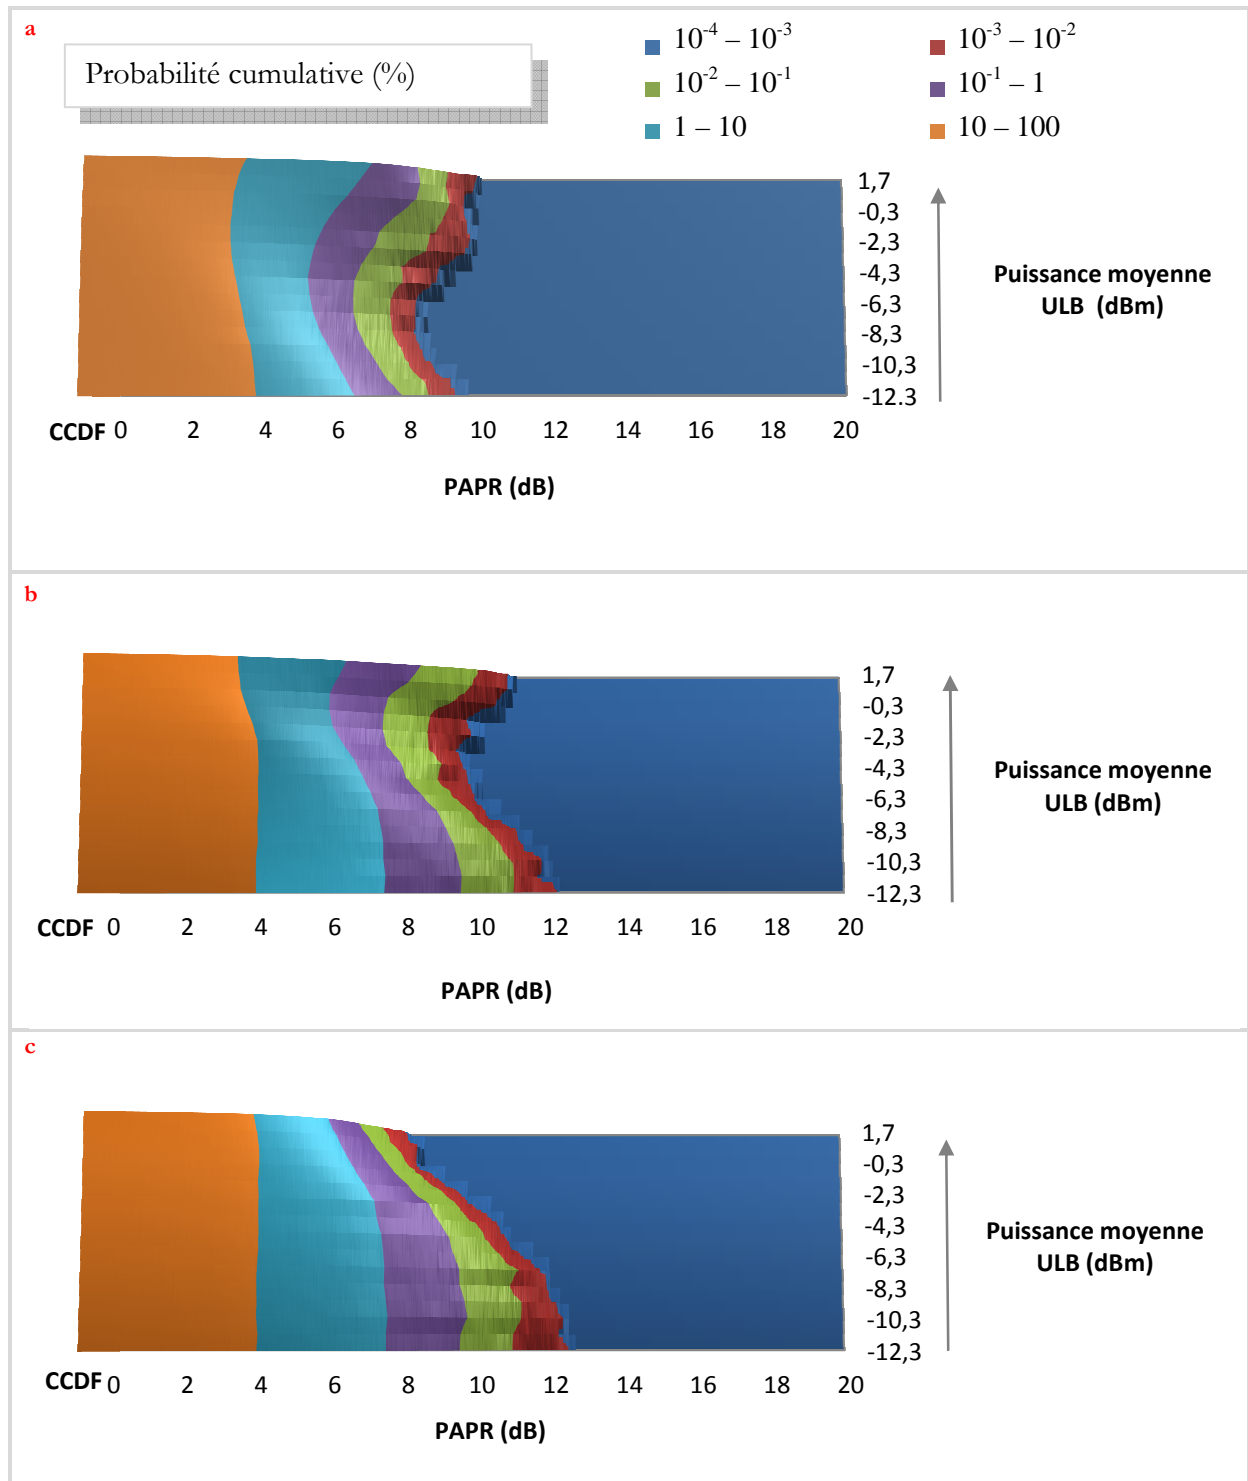 a
Probabilité cumulative (%)
10⁻⁴ – 10⁻³
10⁻³ – 10⁻²
10⁻² – 10⁻¹
10⁻¹ – 1
1 – 10
10 – 100
1,7
-0,3
-2,3
-4,3
-6,3
-8,3
-10,3
-12.3
Puissance moyenne
ULB (dBm)
CCDF 0 2 4 6 8 10 12 14 16 18 20
PAPR (dB)
b
1,7
-0,3
-2,3
-4,3
-6,3
-8,3
-10,3
-12,3
Puissance moyenne
ULB (dBm)
CCDF 0 2 4 6 8 10 12 14 16 18 20
PAPR (dB)
c
1,7
-0,3
-2,3
-4,3
-6,3
-8,3
-10,3
-12,3
Puissance moyenne
ULB (dBm)
CCDF 0 2 4 6 8 10 12 14 16 18 20
PAPR (dB)